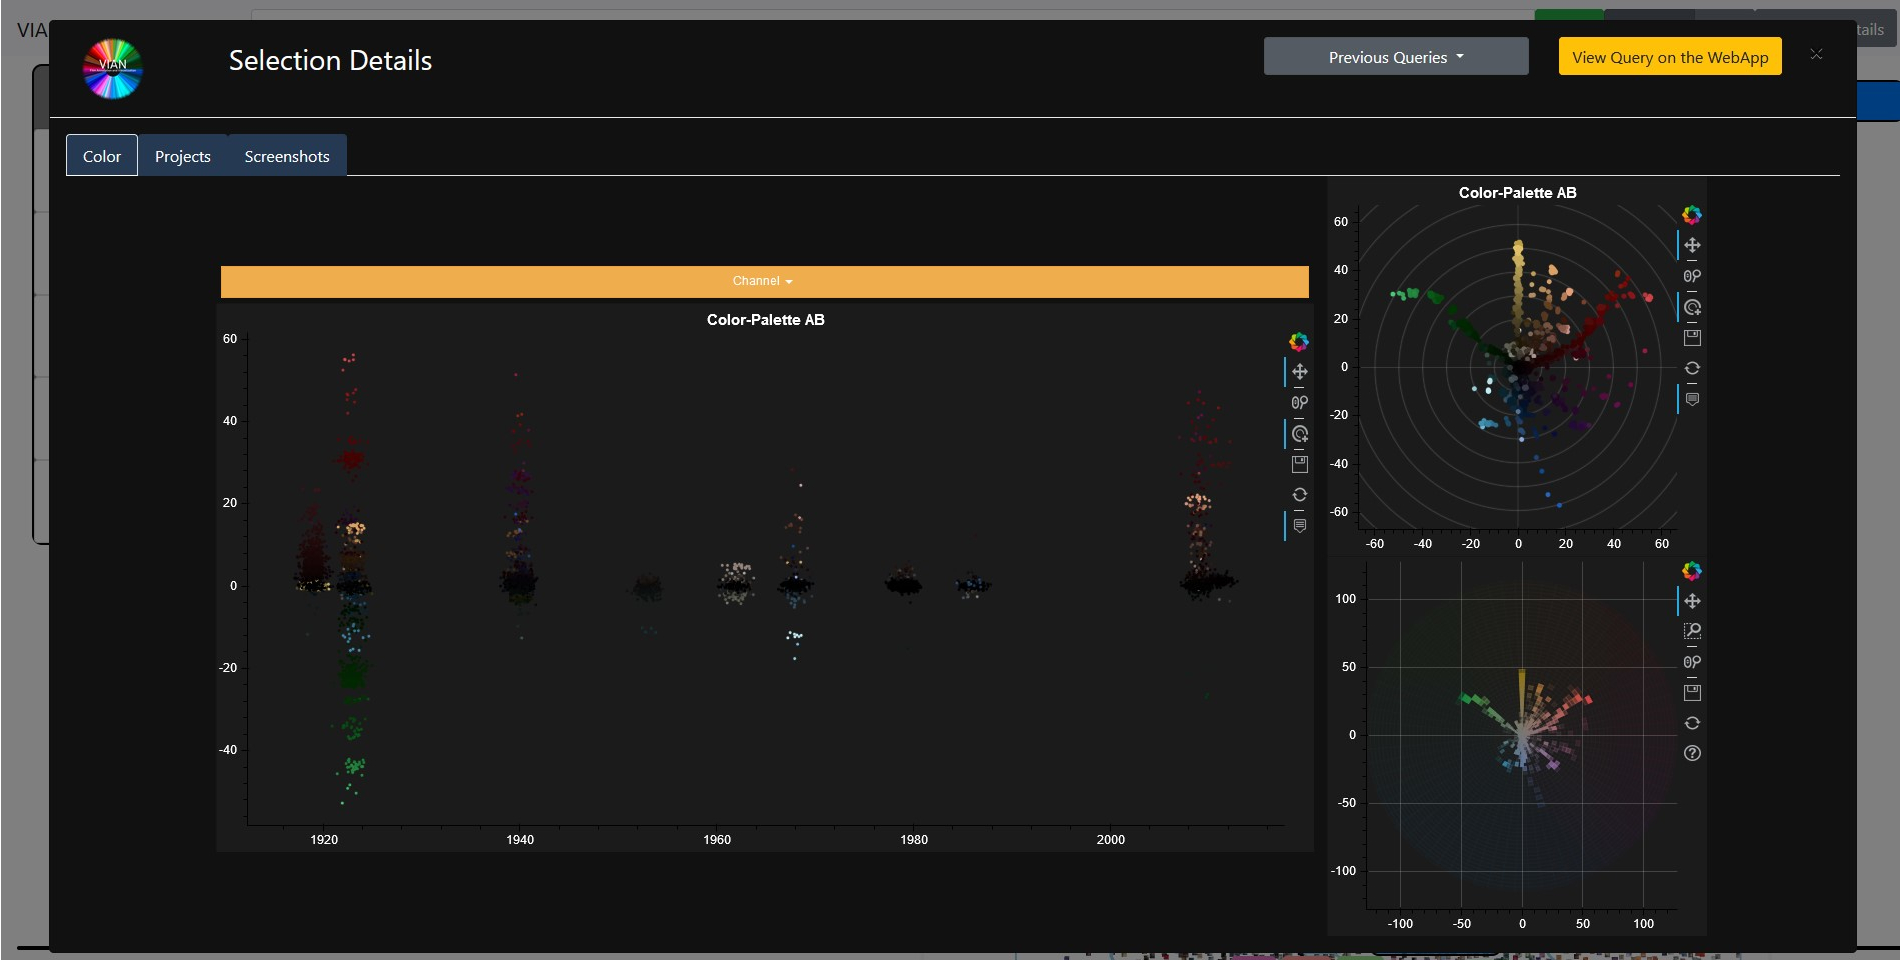 VIA
tails
VIAN
Selection Details
Previous Queries
View Query on the WebApp
Color
Projects
Screenshots
Channel
Color-Palette AB
60
40
20
0
-20
-40
1920
1940
1960
1980
2000
Color-Palette AB
60
40
20
0
-20
-40
-60
-60
-40
-20
0
20
40
60
100
50
0
-50
-100
-100
-50
0
50
100